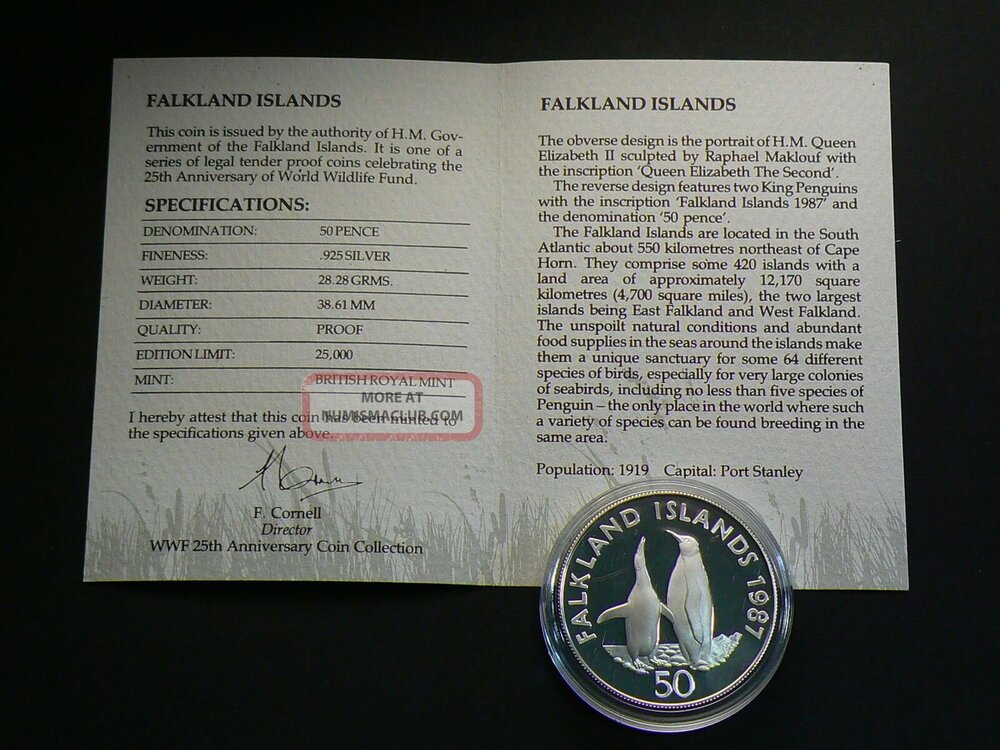 FALKLAND ISLANDS
This coin is issued by the authority of H.M. Gov-
ernment of the Falkland Islands. It is one of a
series of legal tender proof coins celebrating the
25th Anniversary of World Wildlife Fund.
SPECIFICATIONS:
DENOMINATION: 50 PENCE
FINENESS: .925 SILVER
WEIGHT: 28.28 GRMS.
DIAMETER: 38.61 MM
QUALITY: PROOF
EDITION LIMIT: 25,000
MINT: BRITISH ROYAL MINT
MORE AT
NUMISMACLUB.COM
I hereby attest that this coin has been minted to
the specifications given above.
F. Cornell
Director
WWF 25th Anniversary Coin Collection
FALKLAND ISLANDS
The obverse design is the portrait of H.M. Queen
Elizabeth II sculpted by Raphael Maklouf with
the inscription 'Queen Elizabeth The Second'.
The reverse design features two King Penguins
with the inscription 'Falkland Islands 1987' and
the denomination '50 pence'.
The Falkland Islands are located in the South
Atlantic about 550 kilometres northeast of Cape
Horn. They comprise some 420 islands with a
land area of approximately 12,170 square
kilometres (4,700 square miles), the two largest
islands being East Falkland and West Falkland.
The unspoilt natural conditions and abundant
food supplies in the seas around the islands make
them a unique sanctuary for some 64 different
species of birds, especially for very large colonies
of seabirds, including no less than five species of
Penguin – the only place in the world where such
a variety of species can be found breeding in the
same area.
Population: 1919 Capital: Port Stanley
FALKLAND ISLANDS 1987
50